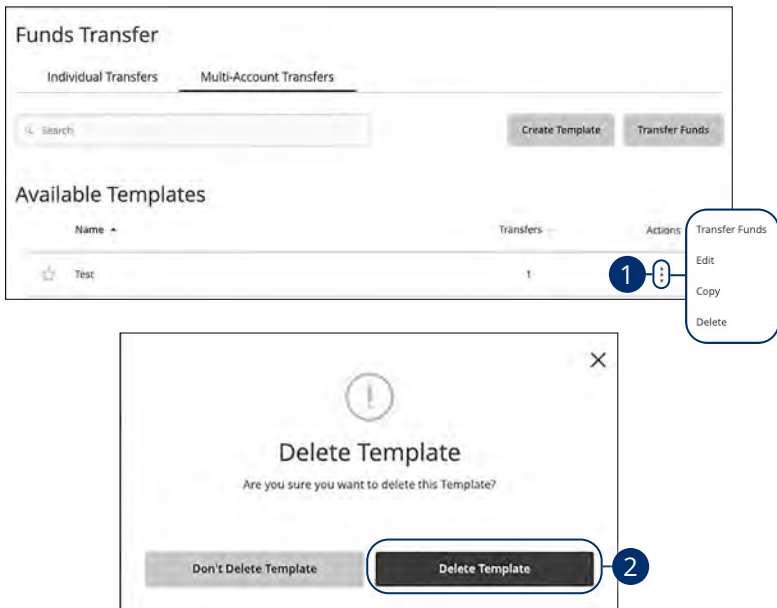 Funds Transfer
Individual Transfers Multi-Account Transfers
Search Create Template Transfer Funds
Available Templates
Name Transfers Actions
Test 1
1
Transfer Funds
Edit
Copy
Delete
!
Delete Template
Are you sure you want to delete this Template?
Don't Delete Template Delete Template 2